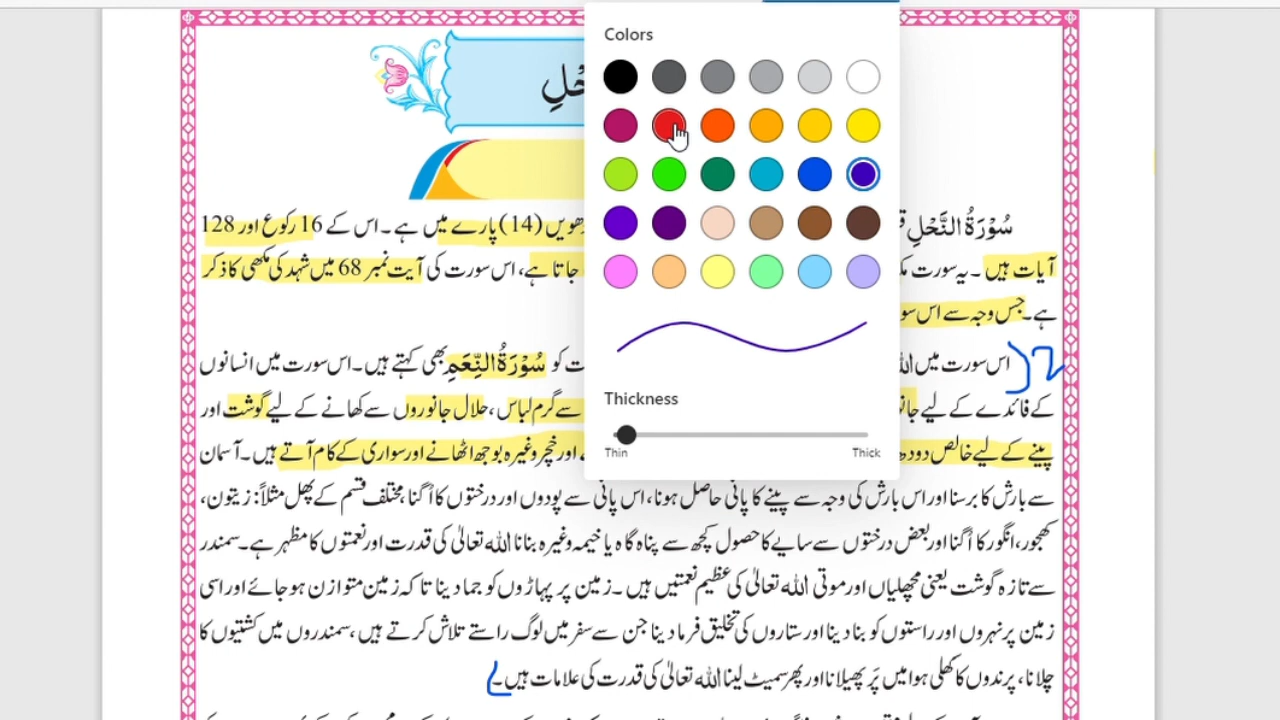 Colors
حْلِ
سُوْرَةُ النَّحْلِ ہویں (14) پارے میں ہے۔ اس کے 16 رکوع اور 128
آیات ہیں۔ یہ سورت جاتا ہے، اس سورت کی آیت نمبر 68 میں شہد کی مکھی کا ذکر
ہے۔ جس وجہ سے اس سو
اس سورت میں ت کو سُوْرَةُ النِّعَمِ بھی کہتے ہیں۔ اس سورت میں انسانوں
کے فائدے کے لیے سے گرم لباس، حلال جانوروں سے کھانے کے لیے گوشت اور
پینے کے لیے خالص دودھ اور خچر وغیرہ بوجھ اٹھانے اور سواری کے کام آتے ہیں۔ آسمان
Thickness
Thin
Thick
سے بارش کا برسنا اور اس بارش کی وجہ سے پینے کا پانی حاصل ہونا، اس پانی سے پودوں اور درختوں کا اُگنا، مختلف قسم کے پھل مثلاً: زیتون،
کھجور، انگور کا اُگنا اور بعض درختوں سے سایے کا حصول کچھ سے پناہ گاہ یا خیمہ وغیرہ بنانا اللہ تعالیٰ کی قدرت اور نعمتوں کا مظہر ہے۔ سمندر
سے تازہ گوشت یعنی مچھلیاں اور موتی اللہ تعالیٰ کی عظیم نعمتیں ہیں۔ زمین پر پہاڑوں کو جما دینا تاکہ زمین متوازن ہو جائے اور اسی
زمین پر نہروں اور راستوں کو بنا دینا اور ستاروں کی تخلیق فرما دینا جن سے سفر میں لوگ راستے تلاش کرتے ہیں، سمندروں میں کشتیوں کا
چلانا، پرندوں کا کھلی ہوا میں پَر پھیلانا اور پھر سمیٹ لینا اللہ تعالیٰ کی قدرت کی علامات ہیں۔